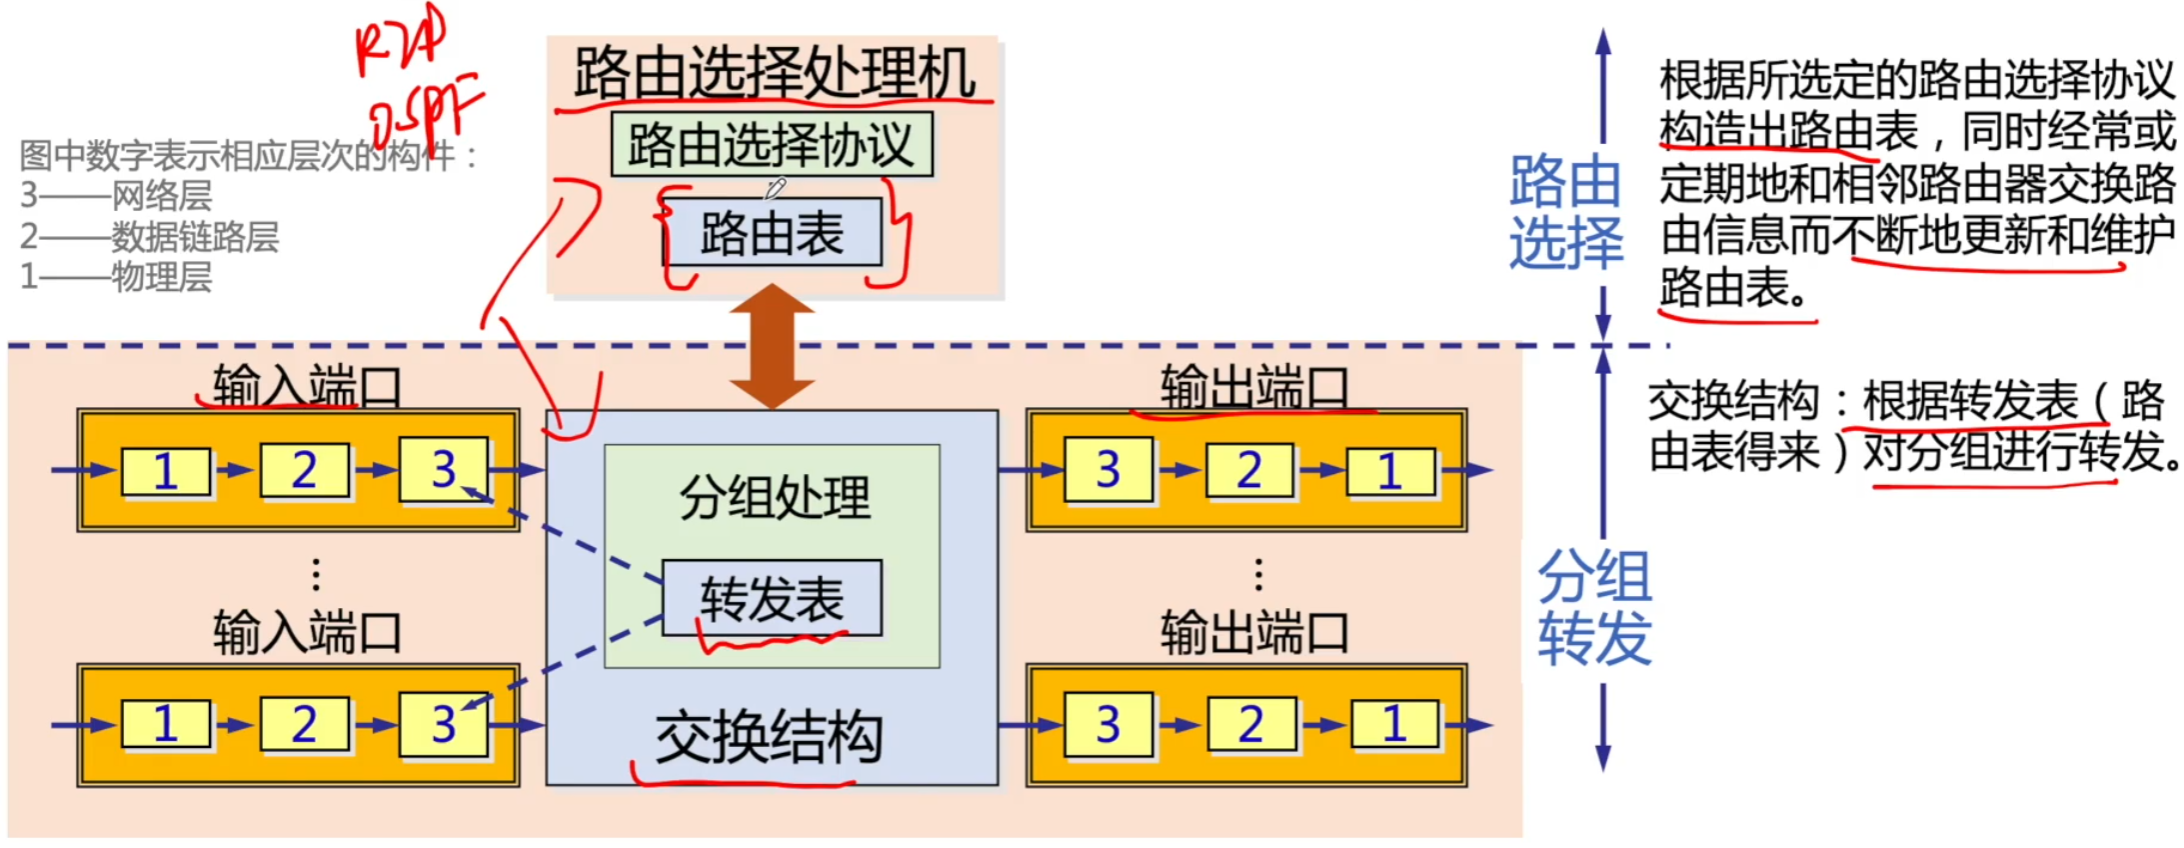 RIP
OSPF
图中数字表示相应层次的构件：
3——网络层
2——数据链路层
1——物理层
路由选择处理机
路由选择协议
路由表
路由
选择
根据所选定的路由选择协议
构造出路由表，同时经常或
定期地和相邻路由器交换路
由信息而不断地更新和维护
路由表。
输入端口
1 2 3
⋮
输入端口
1 2 3
分组处理
转发表
交换结构
输出端口
3 2 1
⋮
输出端口
3 2 1
分组
转发
交换结构：根据转发表（路
由表得来）对分组进行转发。